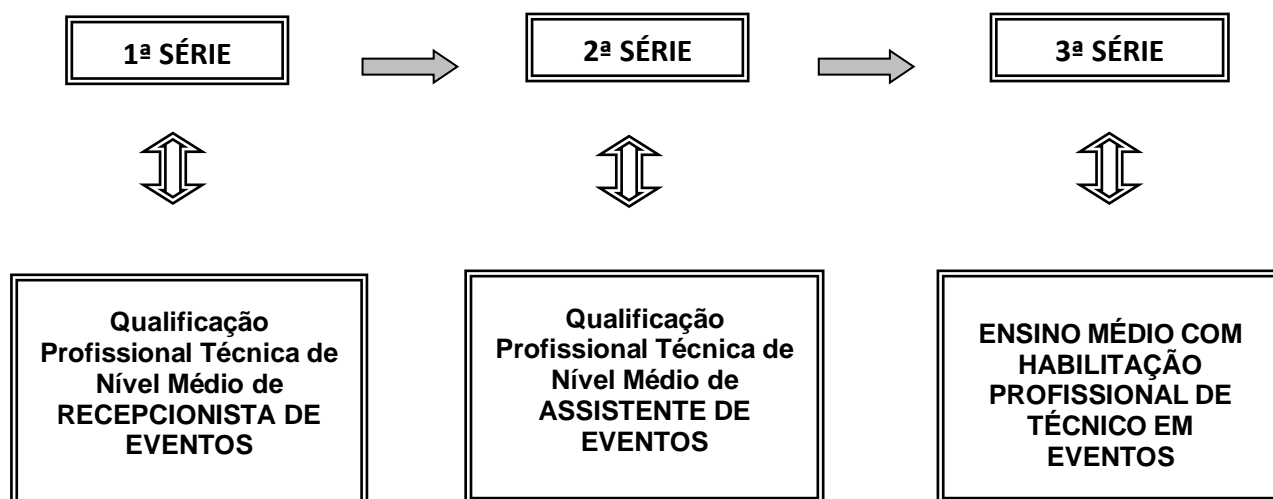 1ª SÉRIE
2ª SÉRIE
3ª SÉRIE
Qualificação
Profissional Técnica de
Nível Médio de
RECEPCIONISTA DE
EVENTOS
Qualificação
Profissional Técnica de
Nível Médio de
ASSISTENTE DE
EVENTOS
ENSINO MÉDIO COM
HABILITAÇÃO
PROFISSIONAL DE
TÉCNICO EM
EVENTOS